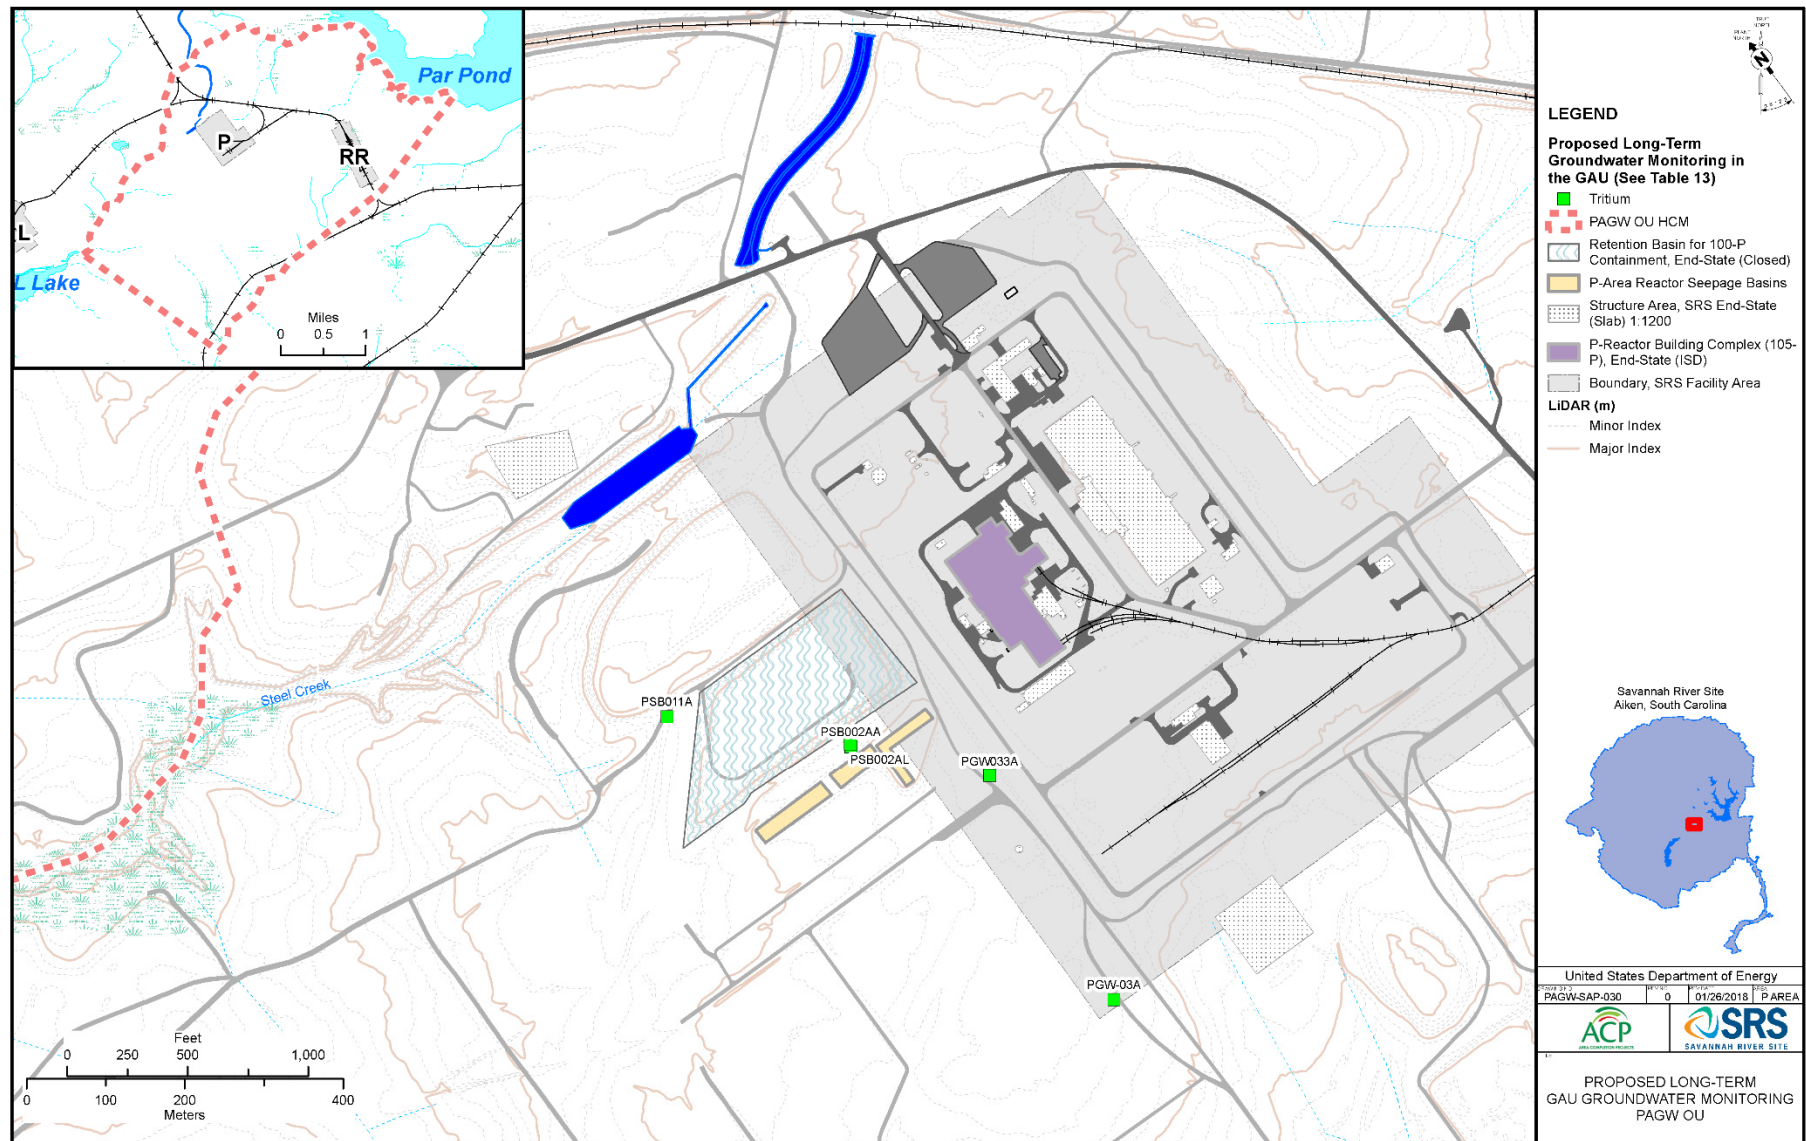 Par Pond
P
RR
L
L Lake
Miles
0 0.5 1
Steel Creek
PSB011A
PSB002AA
PSB002AL
PGW033A
PGW-03A
Feet
0 250 500 1,000
0 100 200 400
Meters
N
LEGEND
Proposed Long-Term
Groundwater Monitoring in
the GAU (See Table 13)
Tritium
PAGW OU HCM
Retention Basin for 100-P
Containment, End-State (Closed)
P-Area Reactor Seepage Basins
Structure Area, SRS End-State
(Slab) 1:1200
P-Reactor Building Complex (105-
P), End-State (ISD)
Boundary, SRS Facility Area
LiDAR (m)
Minor Index
Major Index
Savannah River Site
Aiken, South Carolina
United States Department of Energy
PAGW-SAP-030 0 01/26/2018 P AREA
ACP
AREA COMPLETION PROJECTS
SRS
SAVANNAH RIVER SITE
PROPOSED LONG-TERM
GAU GROUNDWATER MONITORING
PAGW OU